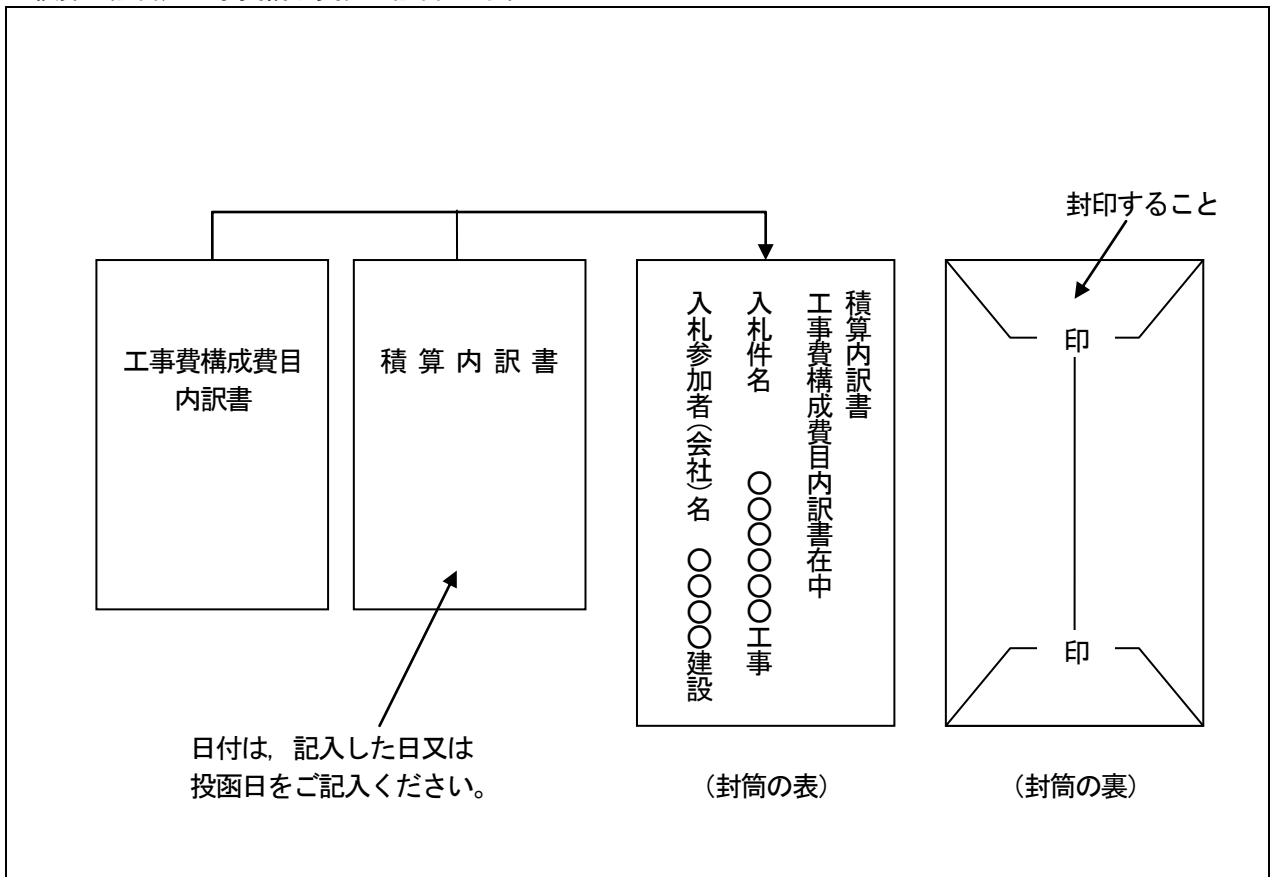 封印すること
工事費構成費目
内訳書
積 算 内 訳 書
積算内訳書
工事費構成費目内訳書在中
入札件名　　〇〇〇〇〇〇工事
入札参加者(会社)名　〇〇〇〇建設
印
印
日付は，記入した日又は
投函日をご記入ください。
（封筒の表）
（封筒の裏）